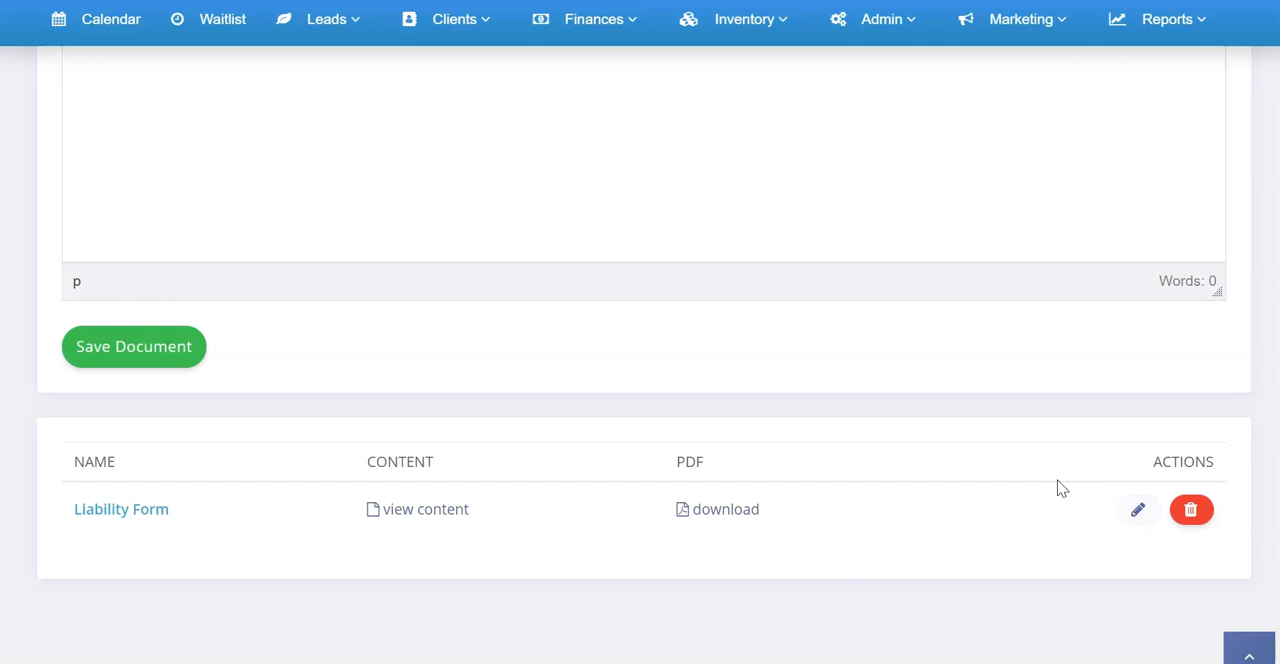 Calendar Waitlist Leads Clients Finances Inventory Admin Marketing Reports
p Words: 0
Save Document
NAME CONTENT PDF ACTIONS
Liability Form view content download